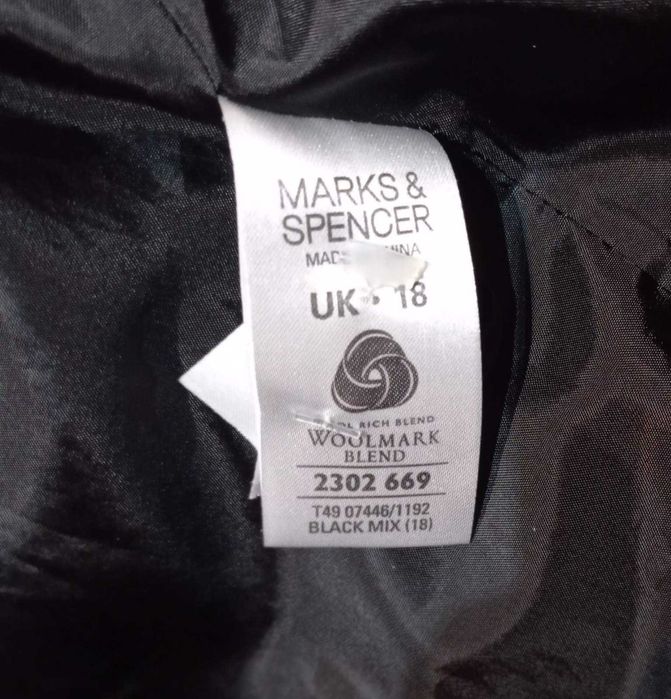 MARKS &
SPENCER
UK 18
RICH BLEND
WOOLMARK
BLEND
2302 669
T49 07446/1192
BLACK MIX (18)